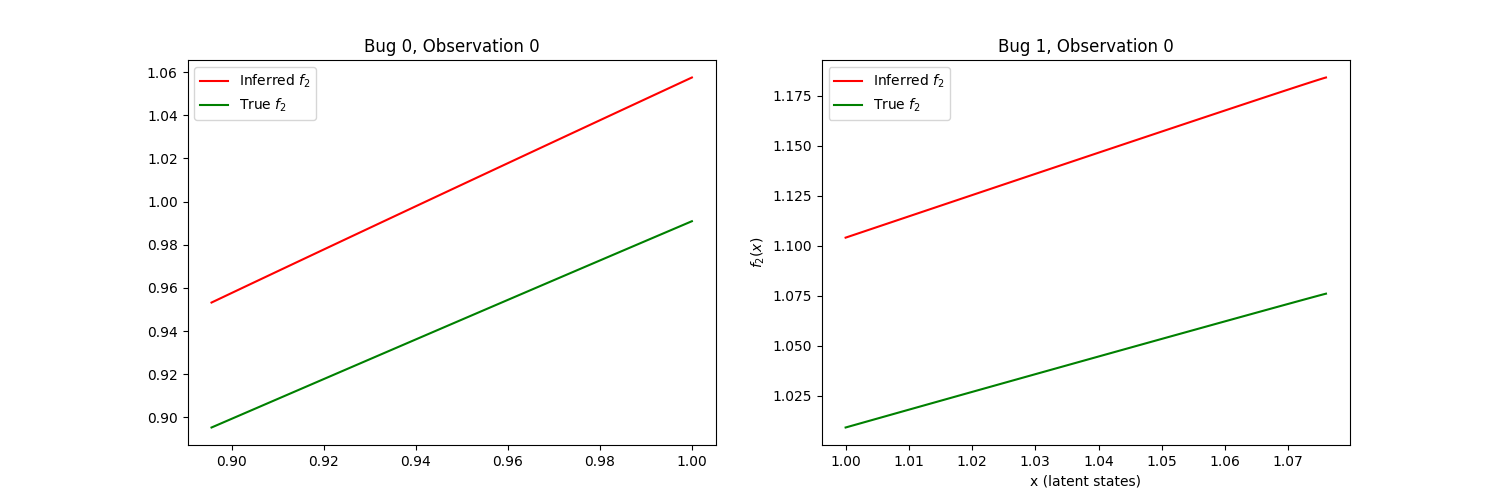 Bug 0, Observation 0
Inferred f₂
True f₂
1.06
1.04
1.02
1.00
0.98
0.96
0.94
0.92
0.90
0.90 0.92 0.94 0.96 0.98 1.00
Bug 1, Observation 0
Inferred f₂
True f₂
f₂(x)
1.175
1.150
1.125
1.100
1.075
1.050
1.025
1.00 1.01 1.02 1.03 1.04 1.05 1.06 1.07
x (latent states)